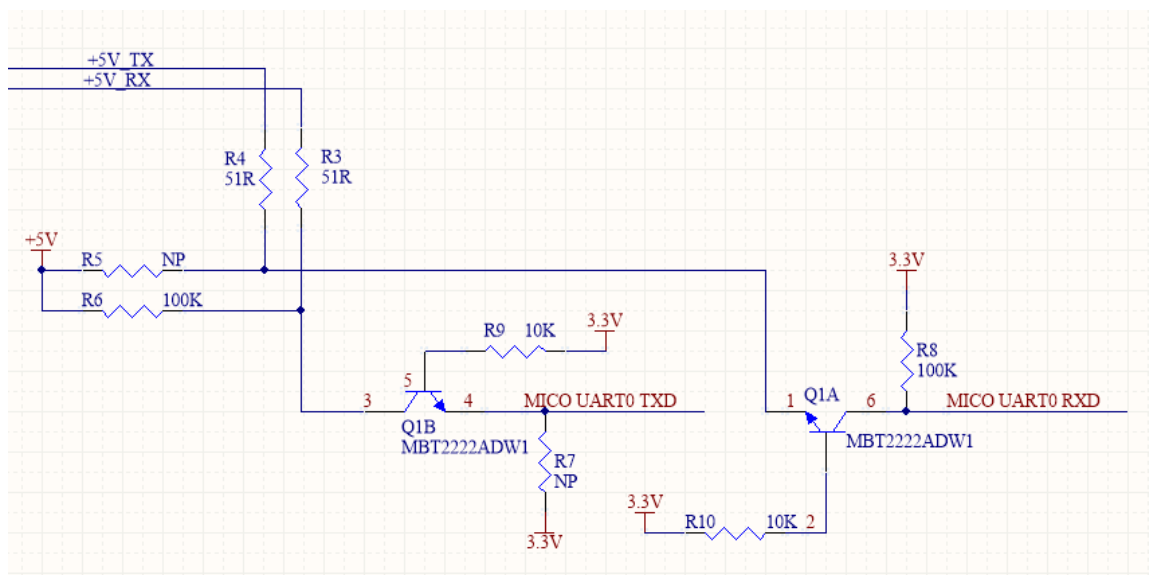 +5V_TX
+5V_RX
R4
51R
R3
51R
+5V
R5 NP
R6 100K
3.3V
R8
100K
R9 10K 3.3V
5
3 4 MICO UART0 TXD
Q1B
MBT2222ADW1
R7
NP
3.3V
1 Q1A 6 MICO UART0 RXD
MBT2222ADW1
3.3V
R10 10K 2